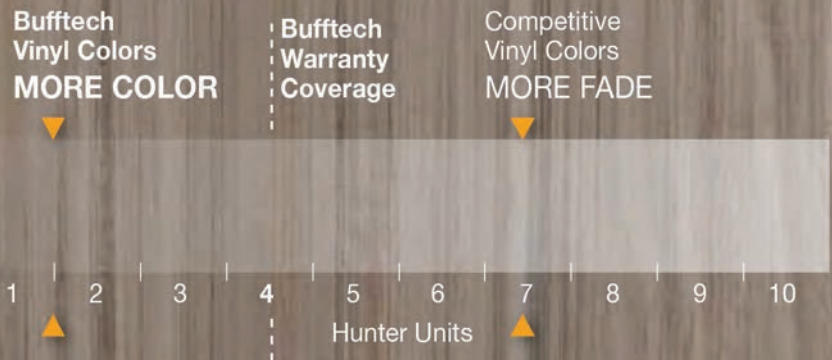 Bufftech
Vinyl Colors
MORE COLOR
Bufftech
Warranty
Coverage
Competitive
Vinyl Colors
MORE FADE
1 2 3 4 5 6 7 8 9 10
Hunter Units